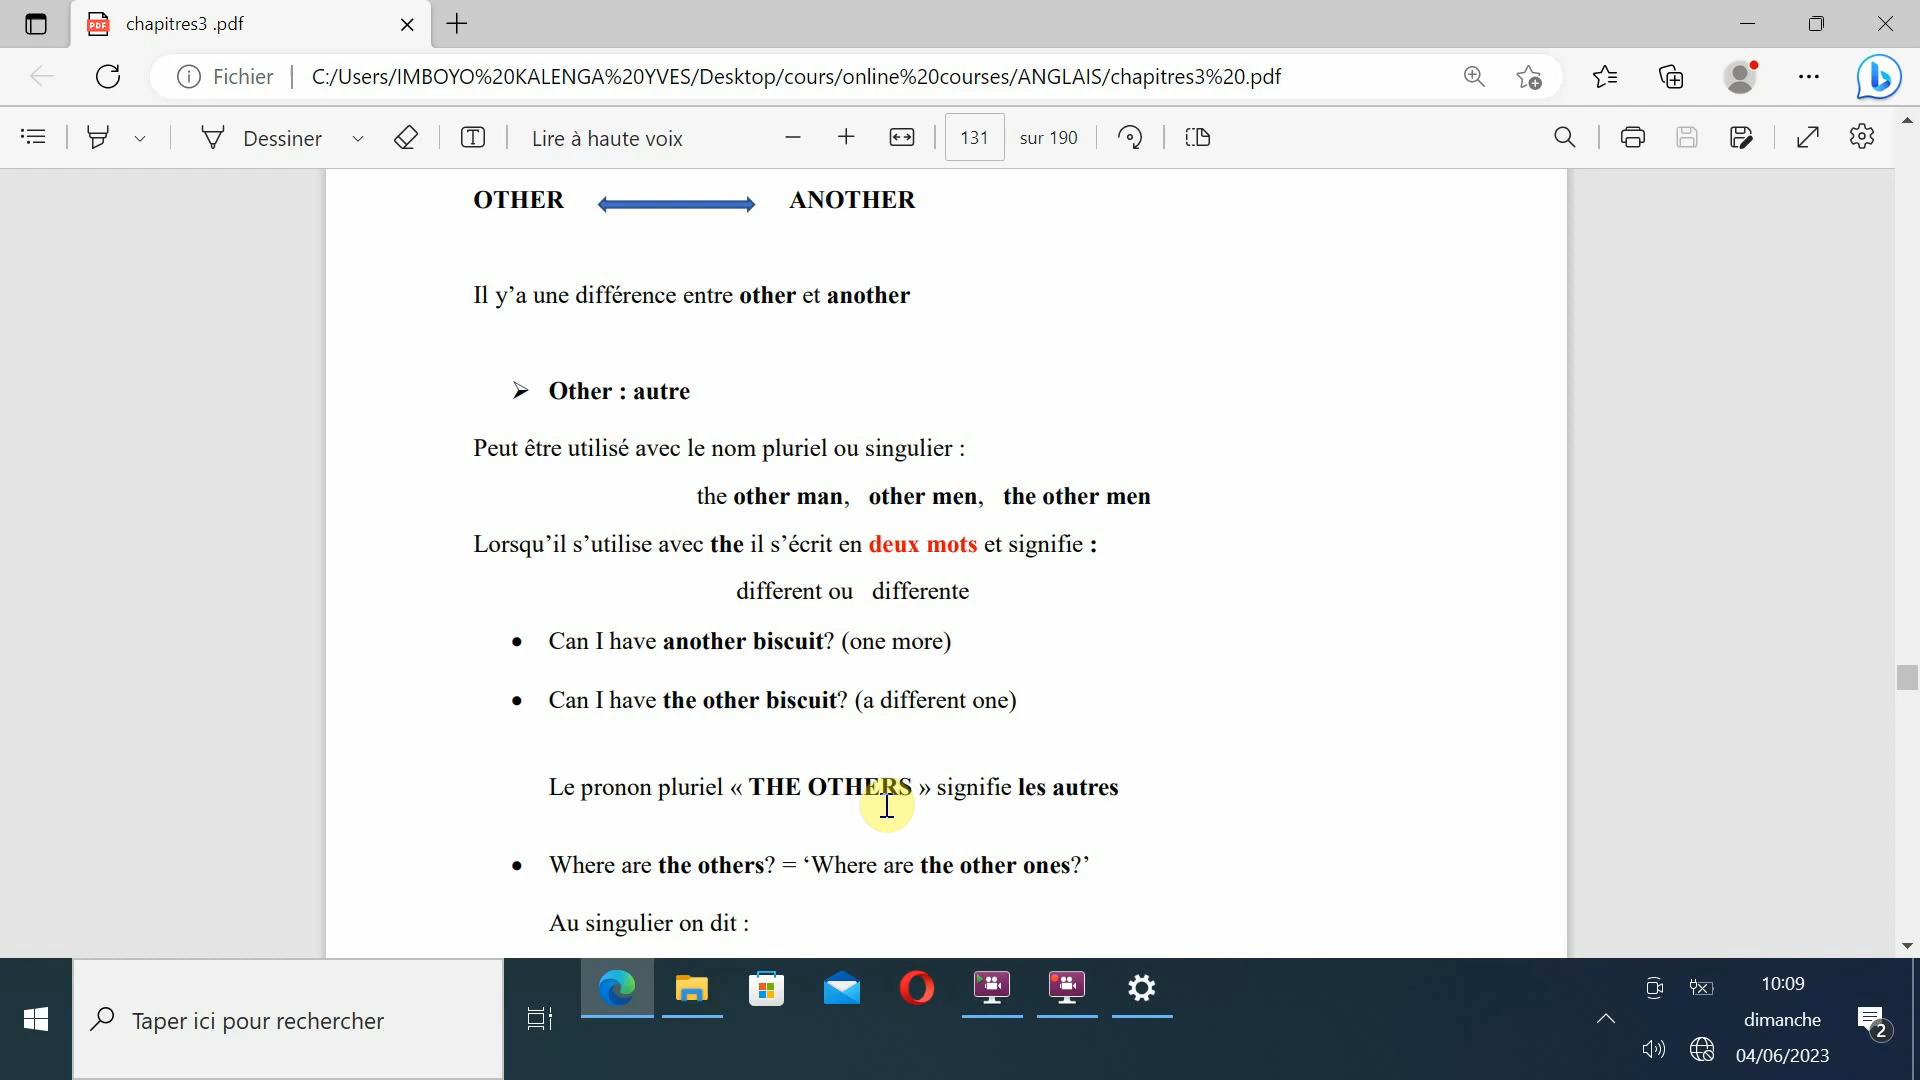 chapitres3 .pdf
Fichier
C:/Users/IMBOYO%20KALENGA%20YVES/Desktop/cours/online%20courses/ANGLAIS/chapitres3%20.pdf
Dessiner
Lire à haute voix
131 sur 190
OTHER ANOTHER
Il y’a une différence entre other et another
➢ Other : autre
Peut être utilisé avec le nom pluriel ou singulier :
the other man, other men, the other men
Lorsqu’il s’utilise avec the il s’écrit en deux mots et signifie :
different ou differente
• Can I have another biscuit? (one more)
• Can I have the other biscuit? (a different one)
Le pronon pluriel « THE OTHERS » signifie les autres
• Where are the others? = ‘Where are the other ones?’
Au singulier on dit :
Taper ici pour rechercher
10:09
dimanche
04/06/2023
2